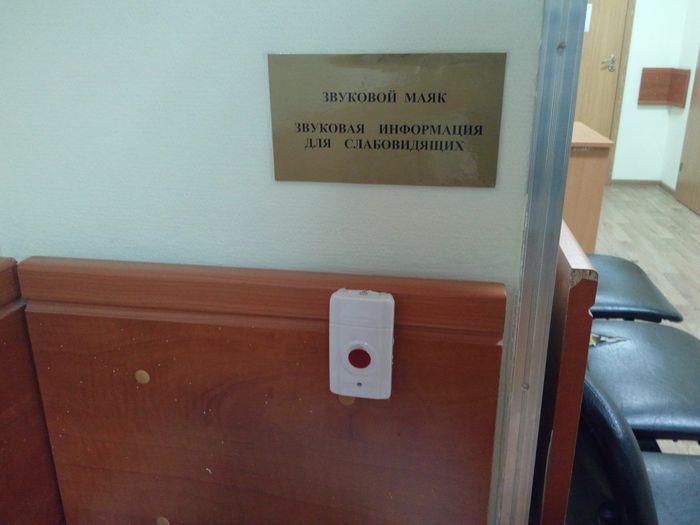 ЗВУКОВОЙ МАЯК
ЗВУКОВАЯ ИНФОРМАЦИЯ
ДЛЯ СЛАБОВИДЯЩИХ